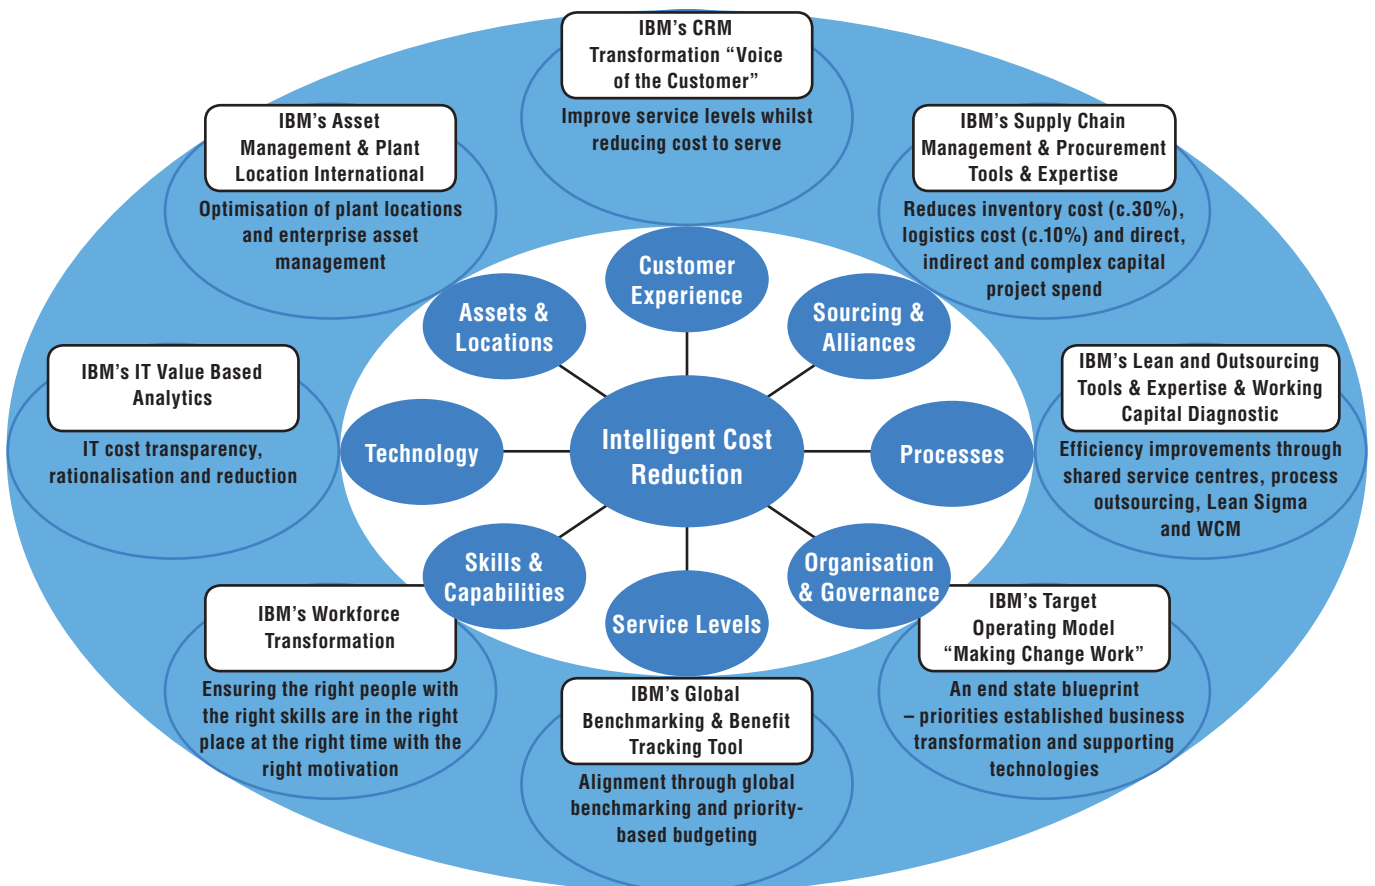 IBM’s CRM
Transformation “Voice
of the Customer”
Improve service levels whilst
reducing cost to serve
IBM’s Asset
Management & Plant
Location International
Optimisation of plant locations
and enterprise asset
management
IBM’s Supply Chain
Management & Procurement
Tools & Expertise
Reduces inventory cost (c.30%),
logistics cost (c.10%) and direct,
indirect and complex capital
project spend
Customer
Experience
Assets &
Locations
Sourcing &
Alliances
IBM’s IT Value Based
Analytics
IT cost transparency,
rationalisation and reduction
Technology
Intelligent Cost
Reduction
Processes
IBM’s Lean and Outsourcing
Tools & Expertise & Working
Capital Diagnostic
Efficiency improvements through
shared service centres, process
outsourcing, Lean Sigma
and WCM
Skills &
Capabilities
Service Levels
Organisation
& Governance
IBM’s Workforce
Transformation
Ensuring the right people with
the right skills are in the right
place at the right time with the
right motivation
IBM’s Global
Benchmarking & Benefit
Tracking Tool
Alignment through global
benchmarking and priority-
based budgeting
IBM’s Target
Operating Model
“Making Change Work”
An end state blueprint
– priorities established business
transformation and supporting
technologies